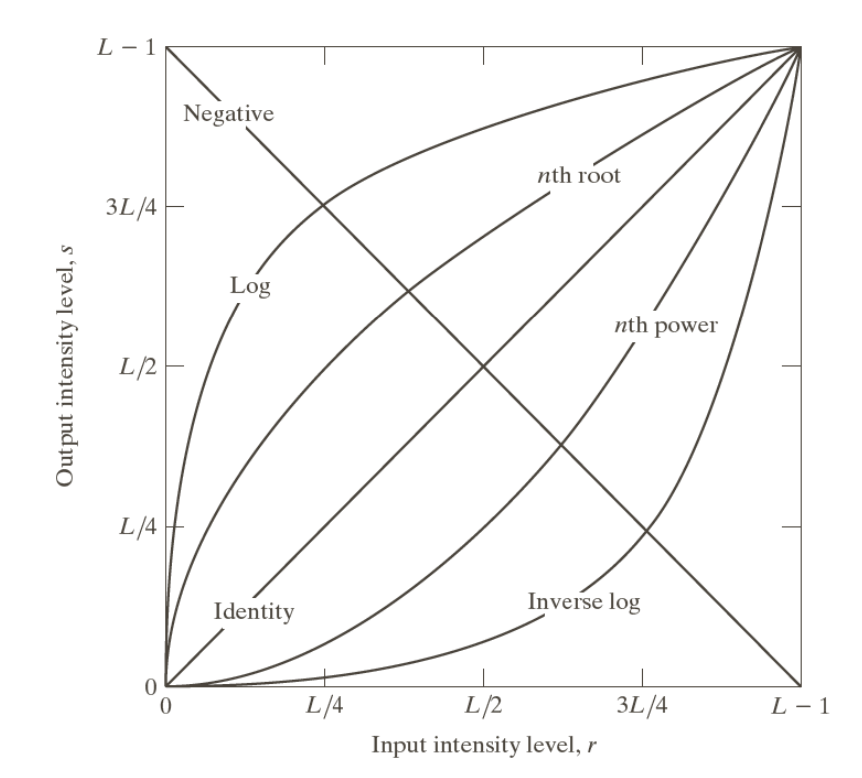 L − 1
Negative
nth root
3L/4
Log
nth power
L/2
Output intensity level, s
L/4
Inverse log
Identity
0
0
L/4
L/2
3L/4
L − 1
Input intensity level, r